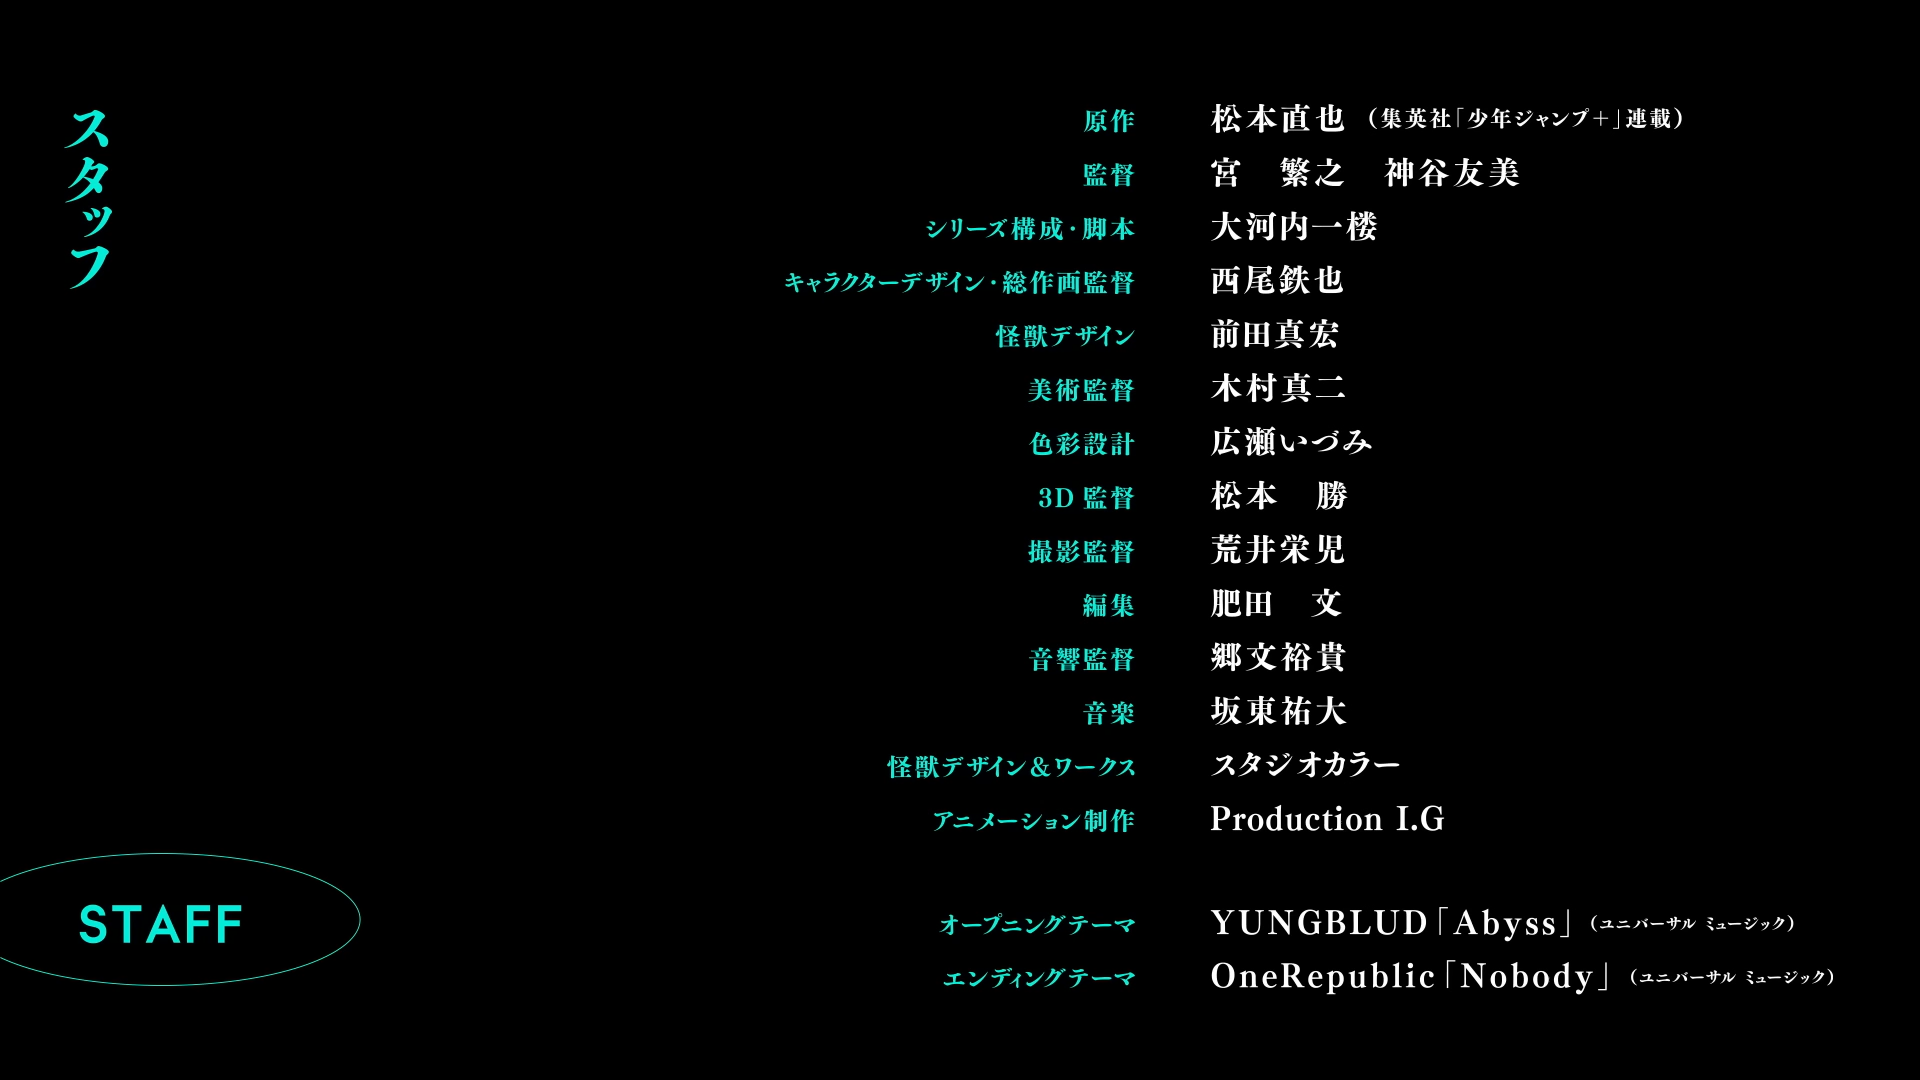 スタッフ
原作 松本直也 (集英社「少年ジャンプ+」連載)
監督 宮　繁之　神谷友美
シリーズ構成・脚本 大河内一楼
キャラクターデザイン・総作画監督 西尾鉄也
怪獣デザイン 前田真宏
美術監督 木村真二
色彩設計 広瀬いづみ
3D 監督 松本　勝
撮影監督 荒井栄児
編集 肥田　文
音響監督 郷文裕貴
音楽 坂東祐大
怪獣デザイン&ワークス スタジオカラー
アニメーション制作 Production I.G
STAFF
オープニングテーマ YUNGBLUD「Abyss」(ユニバーサル ミュージック)
エンディングテーマ OneRepublic「Nobody」(ユニバーサル ミュージック)